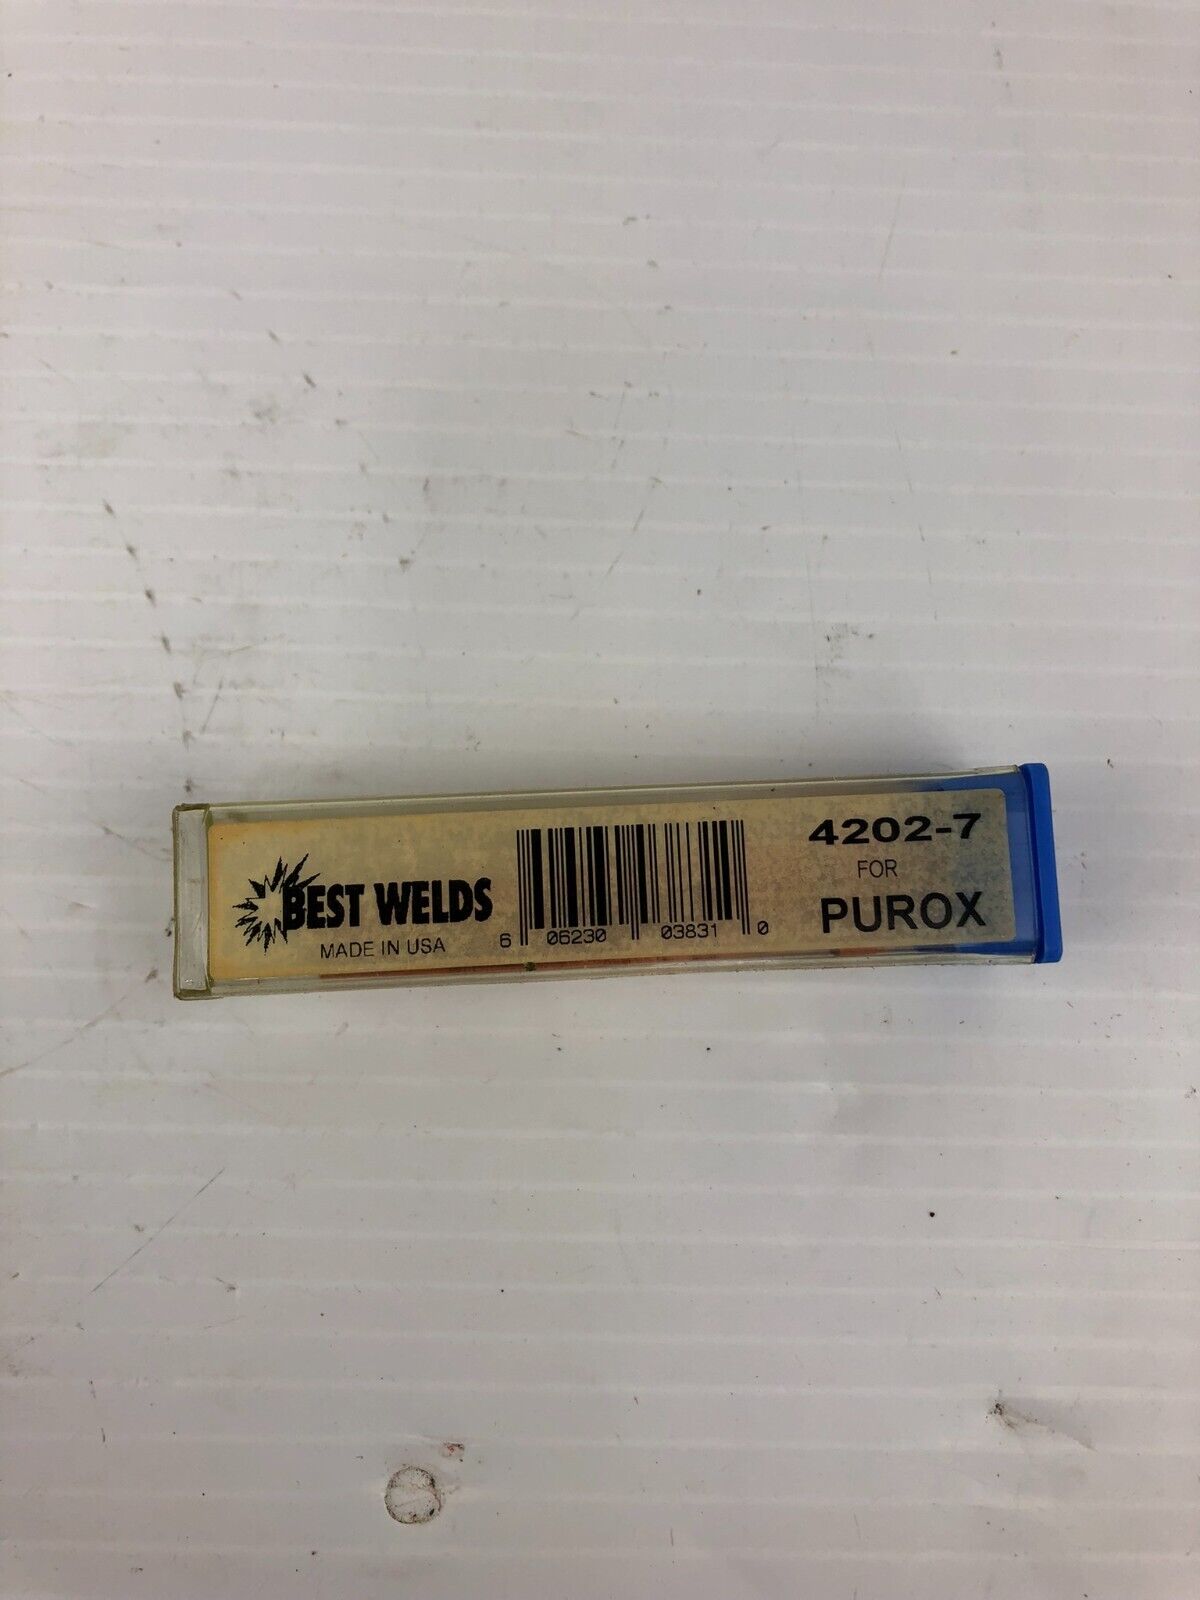 BEST WELDS
MADE IN USA
6 06230 03831 0
4202-7
FOR
PUROX